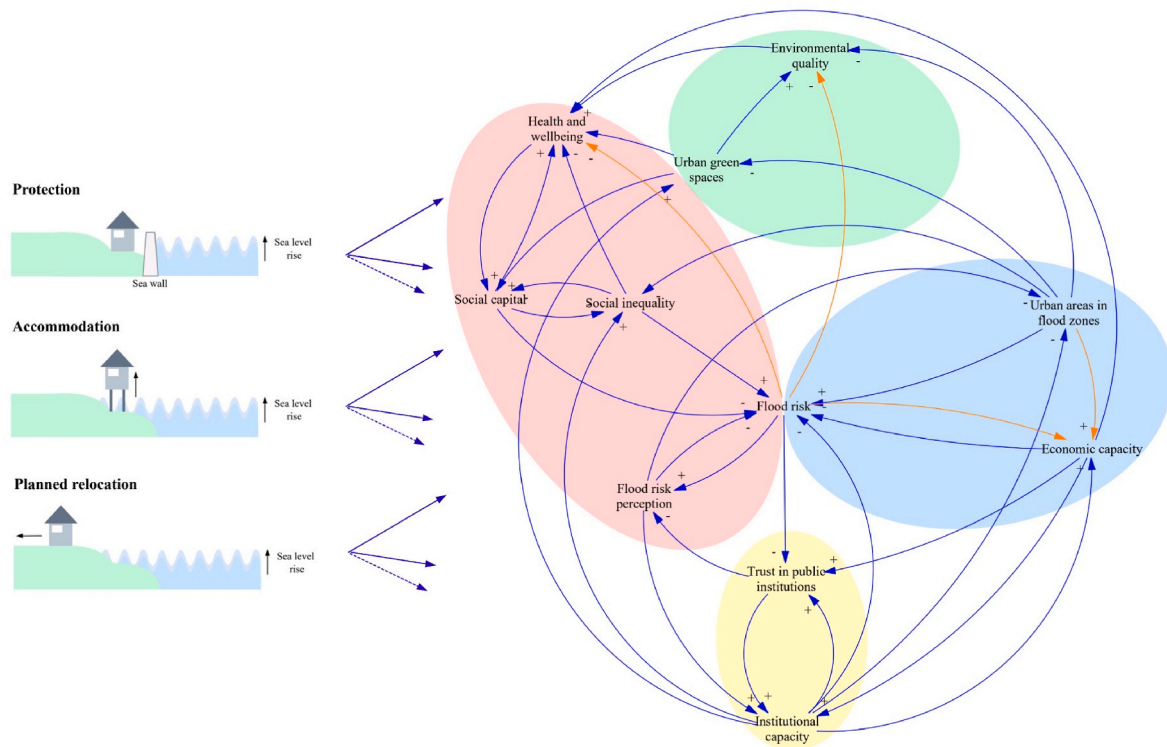 Protection
Sea level
rise
Sea wall
Accommodation
Sea level
rise
Planned relocation
Sea level
rise
Environmental
quality
Health and
wellbeing
Urban green
spaces
Social capital
Social inequality
Urban areas in
flood zones
Flood risk
Economic capacity
Flood risk
perception
Trust in public
institutions
Institutional
capacity